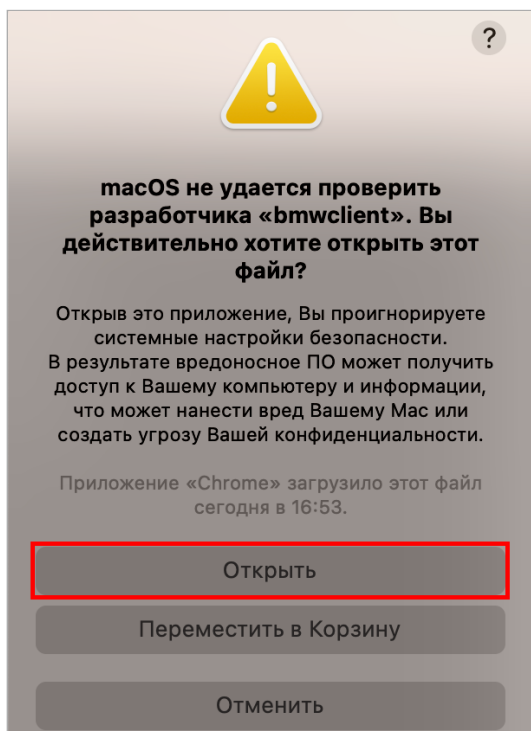 ?
macOS не удается проверить
разработчика «bmwclient». Вы
действительно хотите открыть этот
файл?
Открыв это приложение, Вы проигнорируете
системные настройки безопасности.
В результате вредоносное ПО может получить
доступ к Вашему компьютеру и информации,
что может нанести вред Вашему Mac или
создать угрозу Вашей конфиденциальности.
Приложение «Chrome» загрузило этот файл
сегодня в 16:53.
Открыть
Переместить в Корзину
Отменить